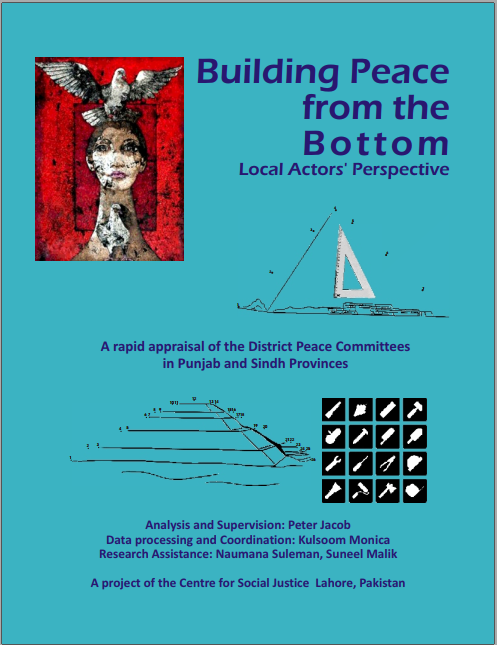 Building Peace
from the
Bottom
Local Actors' Perspective
A rapid appraisal of the District Peace Committees
in Punjab and Sindh Provinces
Analysis and Supervision: Peter Jacob
Data processing and Coordination: Kulsoom Monica
Research Assistance: Naumana Suleman, Suneel Malik
A project of the Centre for Social Justice  Lahore, Pakistan